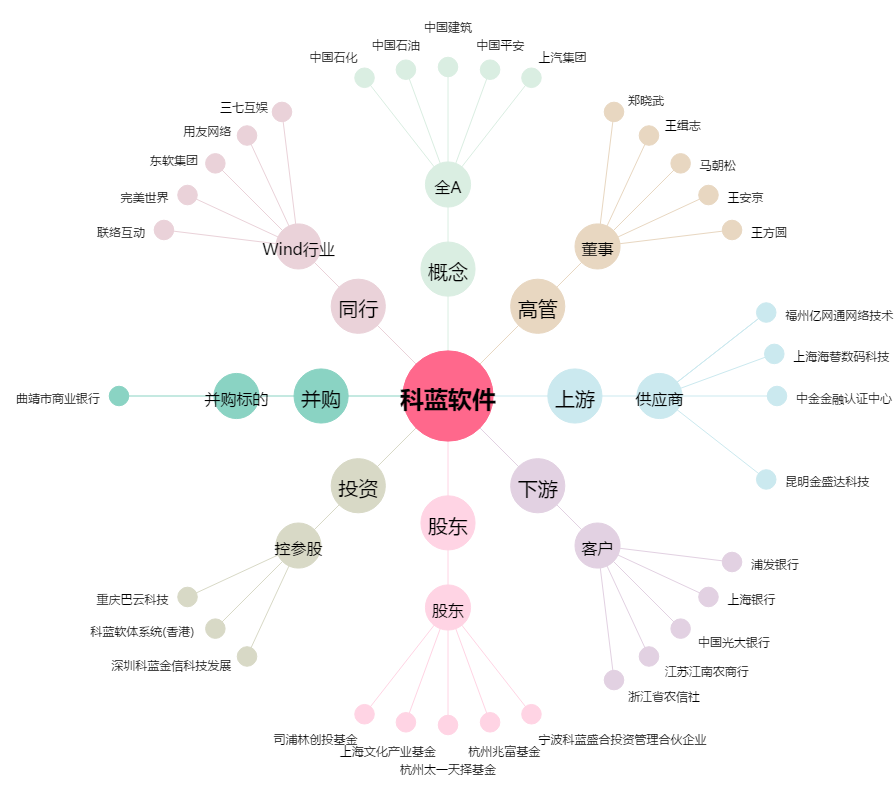 中国建筑
中国石油
中国平安
中国石化
上汽集团
三七互娱
郑晓武
用友网络
王缉志
东软集团
马朝松
全A
完美世界
王安京
联络互动
王方圆
Wind行业
董事
概念
同行
高管
福州亿网通网络技术
上海海替数码科技
曲靖市商业银行
并购标的
并购
科蓝软件
上游
供应商
中金金融认证中心
昆明金盛达科技
投资
下游
股东
控参股
客户
浦发银行
重庆巴云科技
上海银行
股东
科蓝软体系统(香港)
中国光大银行
深圳科蓝金信科技发展
江苏江南农商行
浙江省农信社
司浦林创投基金
宁波科蓝盛合投资管理合伙企业
上海文化产业基金
杭州兆富基金
杭州太一天择基金